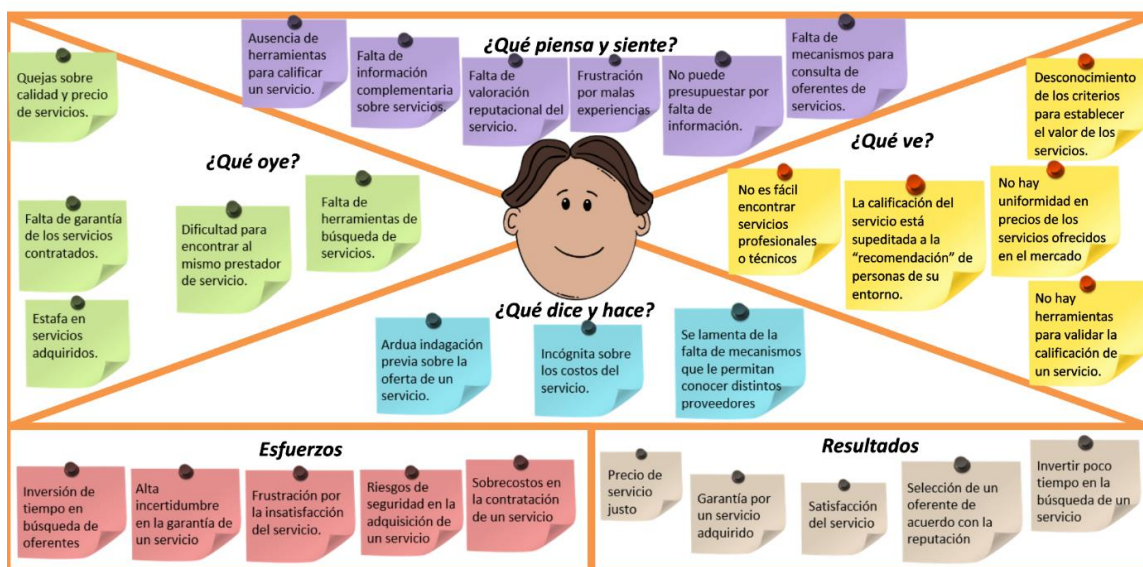 ¿Qué piensa y siente?
Ausencia de
herramientas
para calificar
un servicio.
Falta de
información
complementaria
sobre servicios.
Falta de
valoración
reputacional del
servicio.
Frustración
por malas
experiencias
No puede
presupuestar por
falta de
información.
Falta de
mecanismos para
consulta de
oferentes de
servicios.
¿Qué oye?
Quejas sobre
calidad y precio
de servicios.
Falta de garantía
de los servicios
contratados.
Dificultad para
encontrar al
mismo prestador
de servicio.
Falta de
herramientas de
búsqueda de
servicios.
Estafa en
servicios
adquiridos.
¿Qué ve?
Desconocimiento
de los criterios
para establecer
el valor de los
servicios.
No es fácil
encontrar
servicios
profesionales
o técnicos
La calificación del
servicio está
supeditada a la
“recomendación” de
personas de su
entorno.
No hay
uniformidad en
precios de los
servicios ofrecidos
en el mercado
No hay
herramientas
para validar la
calificación de
un servicio.
¿Qué dice y hace?
Ardua indagación
previa sobre la
oferta de un
servicio.
Incógnita sobre
los costos del
servicio.
Se lamenta de la
falta de mecanismos
que le permitan
conocer distintos
proveedores
Esfuerzos
Inversión de
tiempo en
búsqueda de
oferentes
Alta
incertidumbre
en la garantía de
un servicio
Frustración por
la insatisfacción
del servicio.
Riesgos de
seguridad en la
adquisición de
un servicio
Sobrecostos en
la contratación
de un servicio
Resultados
Precio de
servicio
justo
Garantía por
un servicio
adquirido
Satisfacción
del servicio
Selección de un
oferente de
acuerdo con la
reputación
Invertir poco
tiempo en la
búsqueda de un
servicio